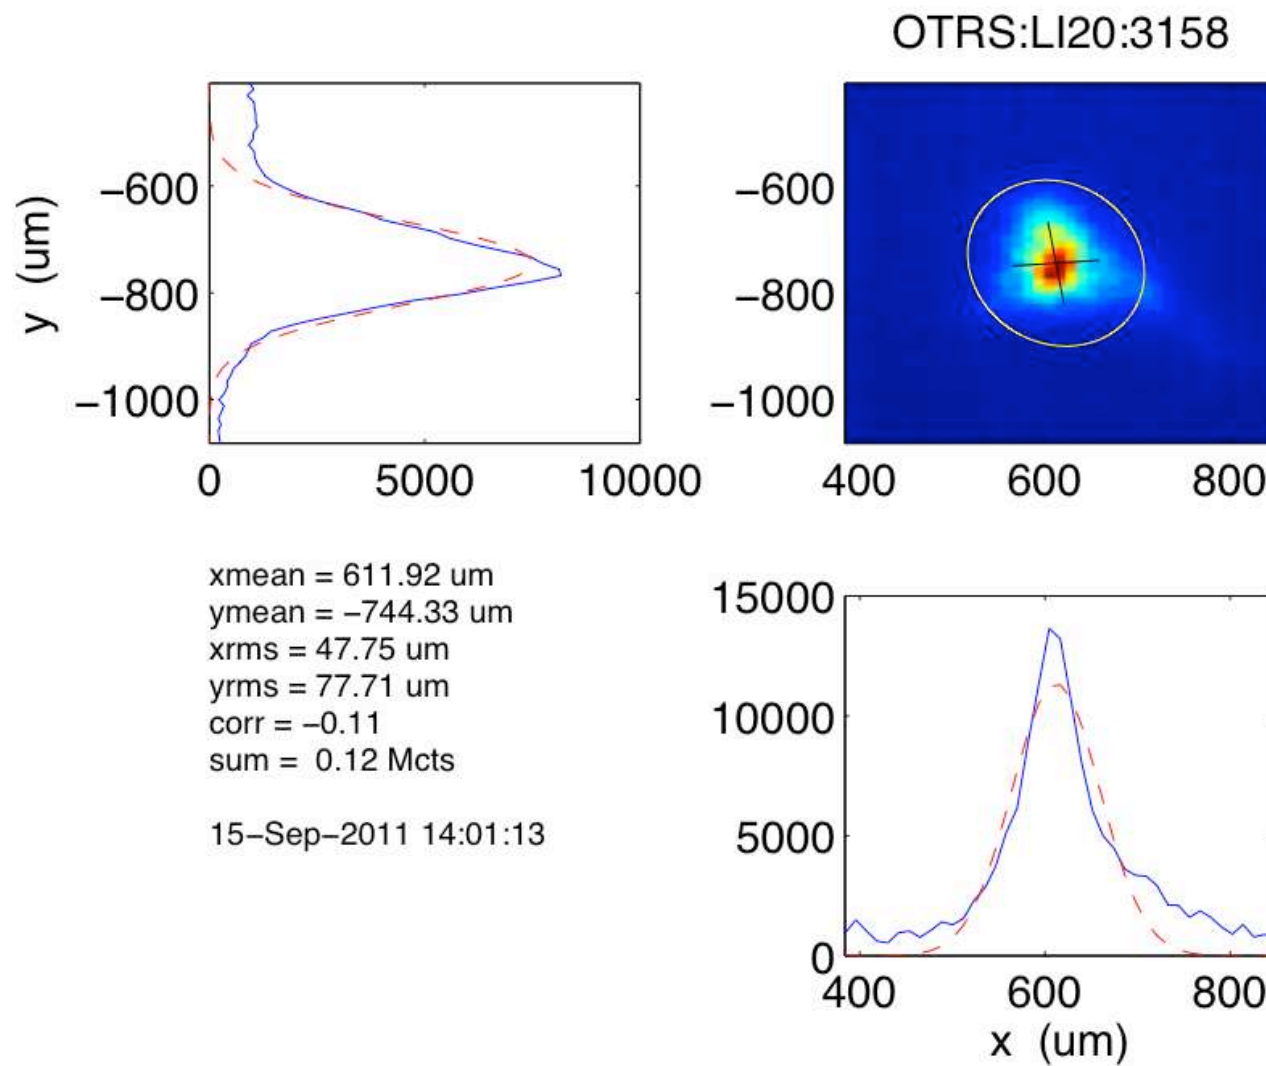 OTRS:LI20:3158
y (um)
−600
−800
−1000
0 5000 10000
−600
−800
−1000
400 600 800
xmean = 611.92 um
ymean = −744.33 um
xrms = 47.75 um
yrms = 77.71 um
corr = −0.11
sum = 0.12 Mcts
15−Sep−2011 14:01:13
15000
10000
5000
0
400 600 800
x (um)